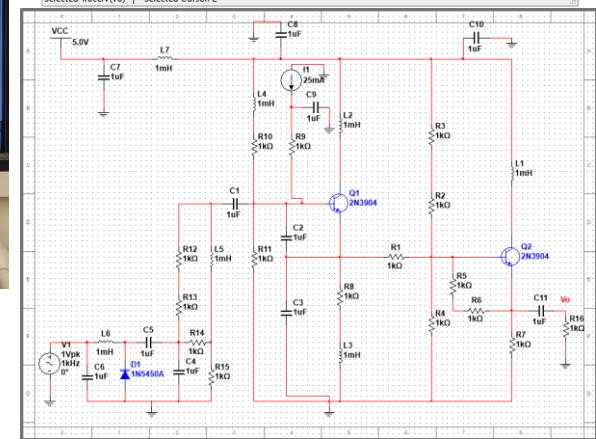 VCC
5.0V
C7
1uF
L7
1mH
C8
1uF
C10
1uF
I1
25mA
C9
1uF
L4
1mH
R10
1kΩ
R9
1kΩ
L2
1mH
R3
1kΩ
R2
1kΩ
L1
1mH
C1
1uF
Q1
2N3904
C2
1uF
R12
1kΩ
L5
1mH
R11
1kΩ
R1
1kΩ
Q2
2N3904
R13
1kΩ
C3
1uF
R8
1kΩ
R5
1kΩ
R6
1kΩ
R4
1kΩ
C11
1uF
Vo
R16
1kΩ
R7
1kΩ
V1
1Vpk
1kHz
0°
L6
1mH
C5
1uF
R14
1kΩ
C6
1uF
D1
1N5450A
C4
1uF
R15
1kΩ
L3
1mH